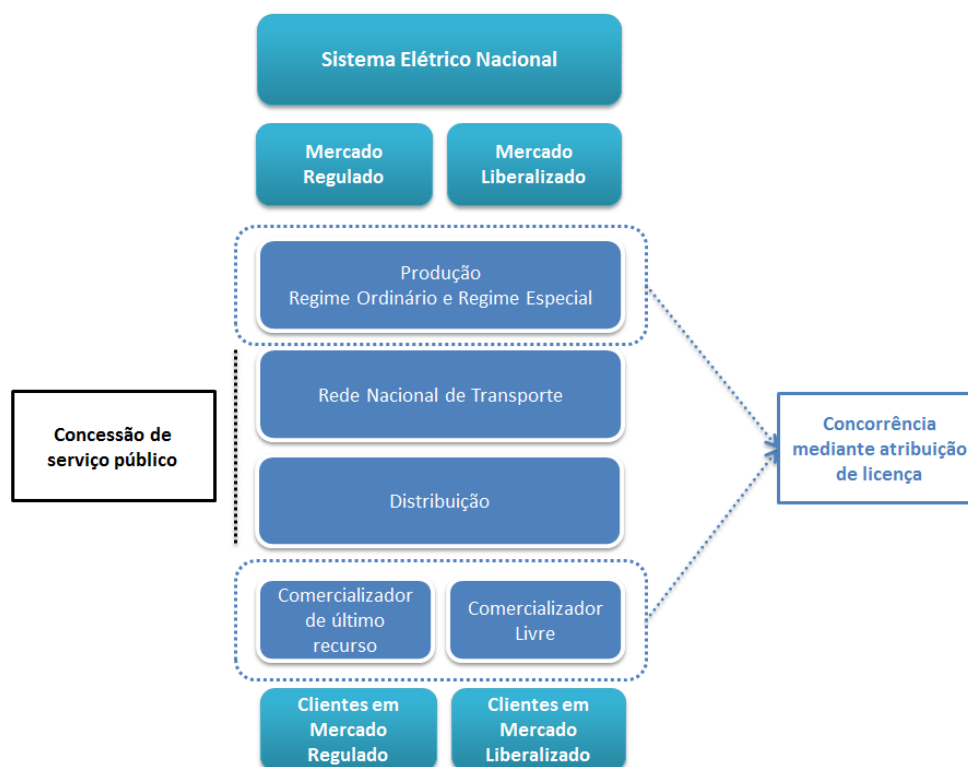 Sistema Elétrico Nacional
Mercado
Regulado
Mercado
Liberalizado
Produção
Regime Ordinário e Regime Especial
Rede Nacional de Transporte
Concessão de
serviço público
Concorrência
mediante atribuição
de licença
Distribuição
Comercializador
de último
recurso
Comercializador
Livre
Clientes em
Mercado
Regulado
Clientes em
Mercado
Liberalizado